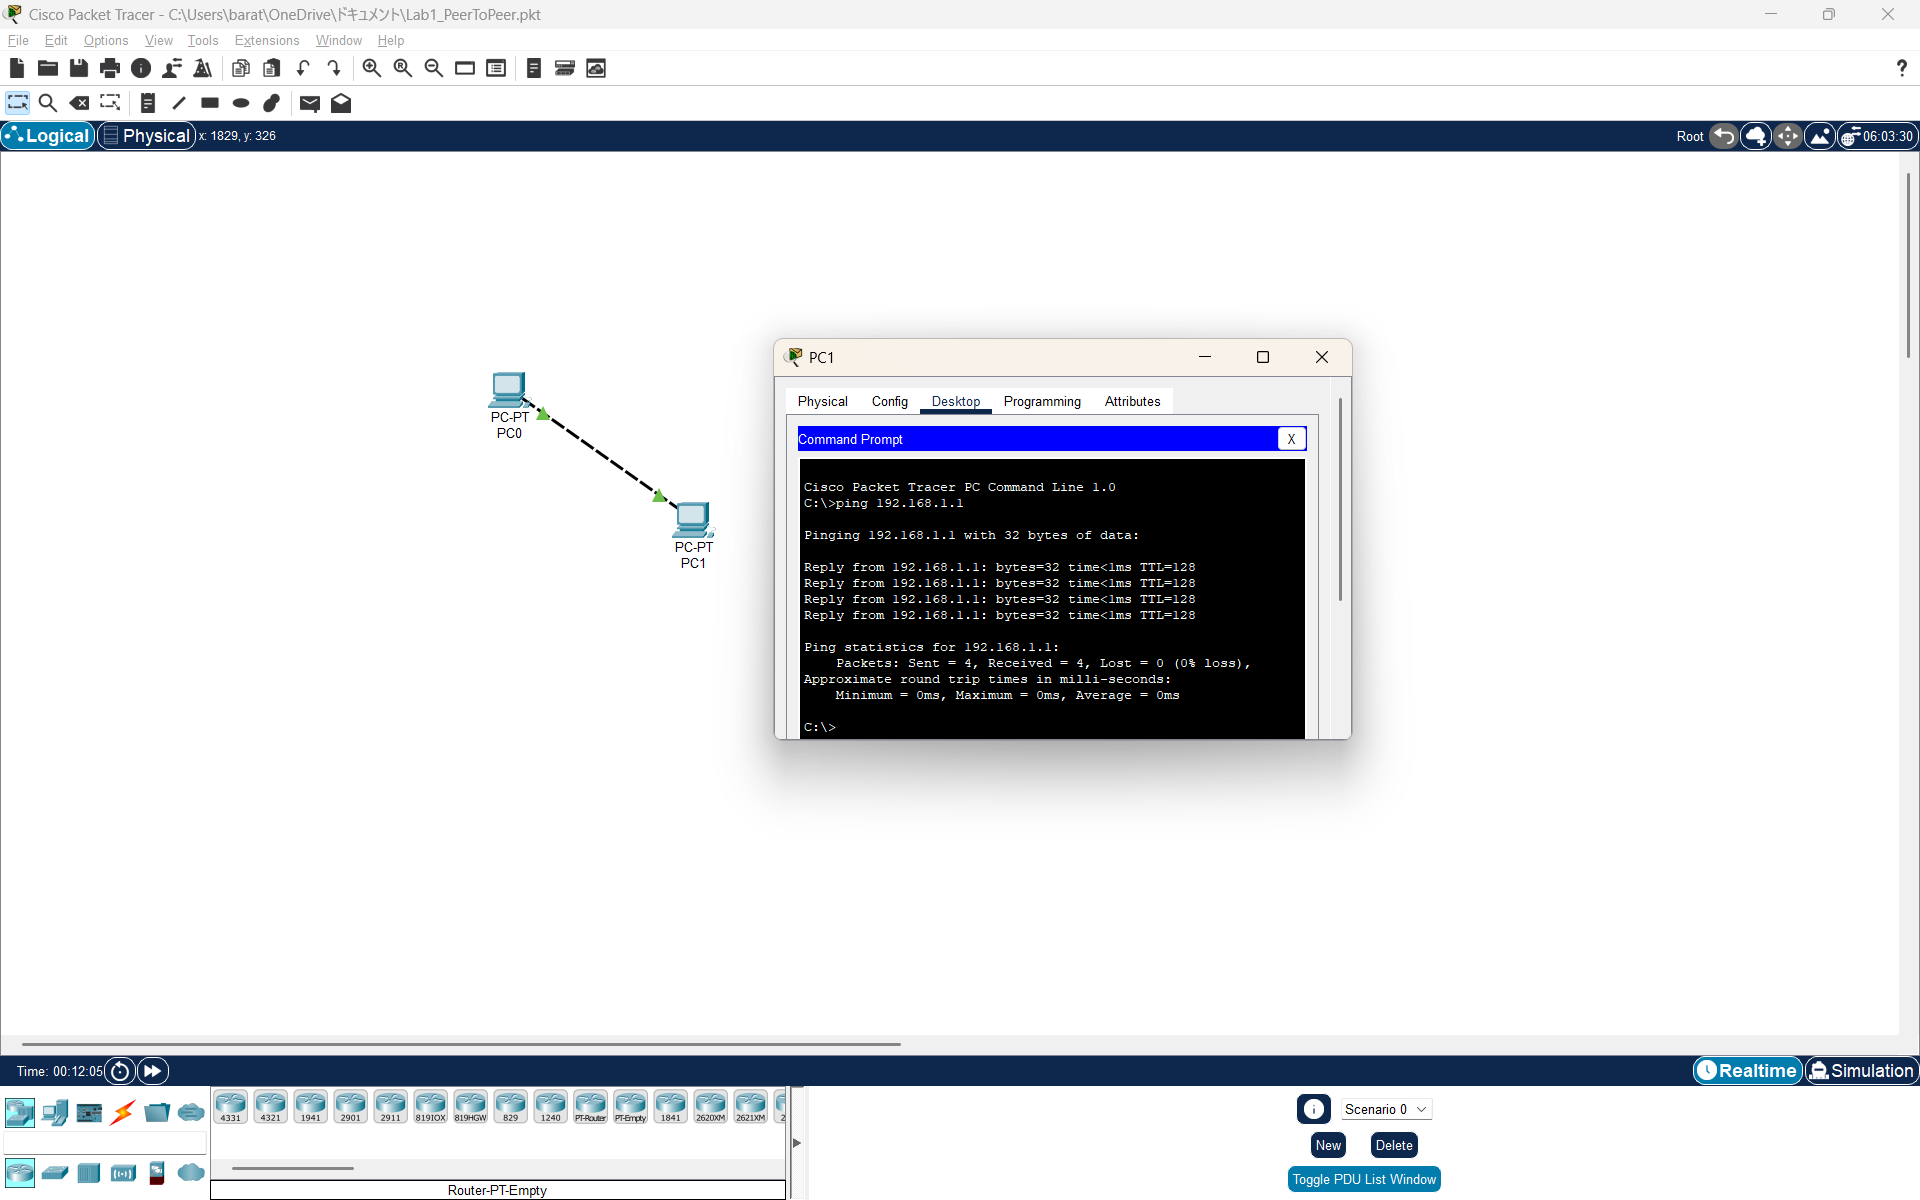 Cisco Packet Tracer - C:\Users\barat\OneDrive\ドキュメント\Lab1_PeerToPeer.pkt
File Edit Options View Tools Extensions Window Help
Logical Physical x: 1829, y: 326 Root 06:03:30
PC-PT
PC0
PC-PT
PC1
PC1
Physical Config Desktop Programming Attributes
Command Prompt X
Cisco Packet Tracer PC Command Line 1.0
C:\>ping 192.168.1.1
Pinging 192.168.1.1 with 32 bytes of data:
Reply from 192.168.1.1: bytes=32 time<1ms TTL=128
Reply from 192.168.1.1: bytes=32 time<1ms TTL=128
Reply from 192.168.1.1: bytes=32 time<1ms TTL=128
Reply from 192.168.1.1: bytes=32 time<1ms TTL=128
Ping statistics for 192.168.1.1:
Packets: Sent = 4, Received = 4, Lost = 0 (0% loss),
Approximate round trip times in milli-seconds:
Minimum = 0ms, Maximum = 0ms, Average = 0ms
C:\>
Time: 00:12:05 Realtime Simulation
4331 4321 1941 2901 2911 819IOX 819HGW 829 1240 PT-Router PT-Empty 1841 2620XM 2621XM 2
Router-PT-Empty
Scenario 0
New Delete
Toggle PDU List Window